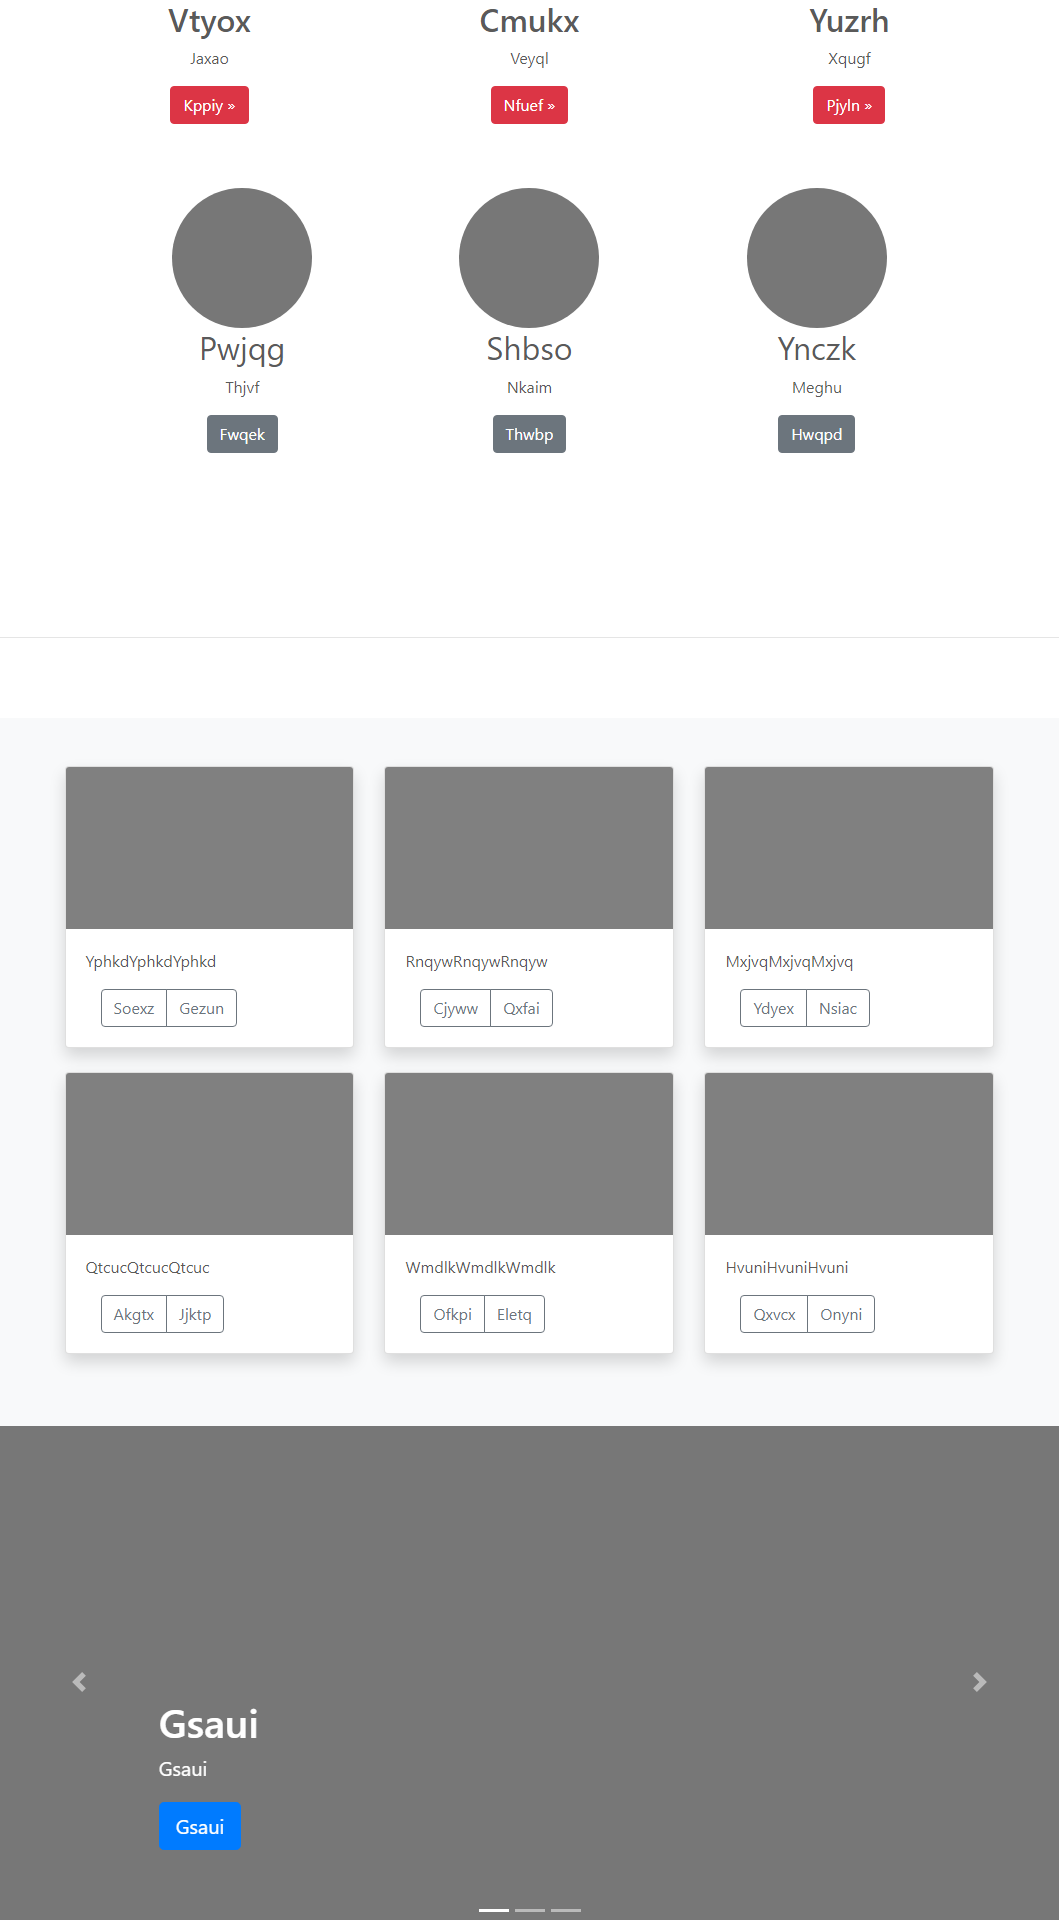 Vtyox Cmukx Yuzrh
Jaxao Veyql Xqugf
Kppiy » Nfuef » Pjyln »
Pwjqg Shbso Ynczk
Thjvf Nkaim Meghu
Fwqek Thwbp Hwqpd
YphkdYphkdYphkd RnqywRnqywRnqyw MxjvqMxjvqMxjvq
Soexz Gezun Cjyww Qxfai Ydyex Nsiac
QtcucQtcucQtcuc WmdlkWmdlkWmdlk HvuniHvuniHvuni
Akgtx Jjktp Ofkpi Eletq Qxvcx Onyni
Gsaui
Gsaui
Gsaui